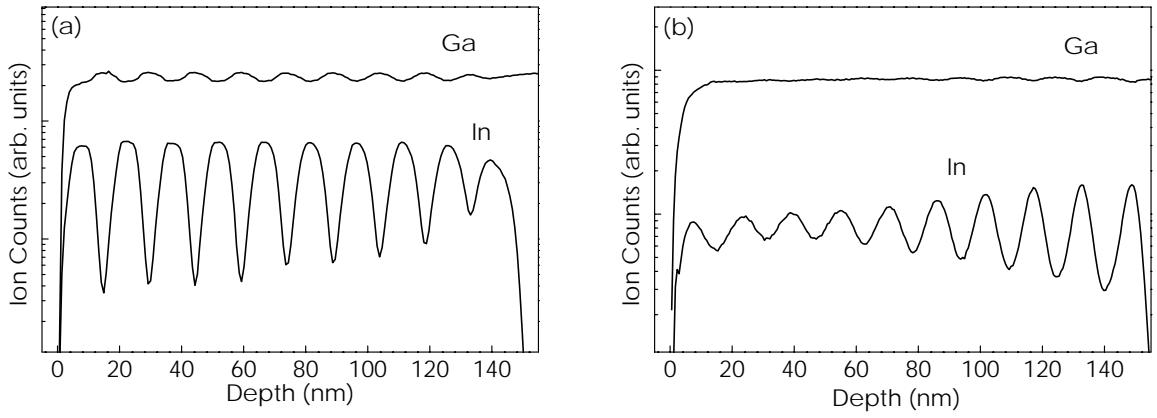 (a)
Ga
In
Ion Counts (arb. units)
0 20 40 60 80 100 120 140
Depth (nm)
(b)
Ga
In
Ion Counts (arb. units)
0 20 40 60 80 100 120 140
Depth (nm)